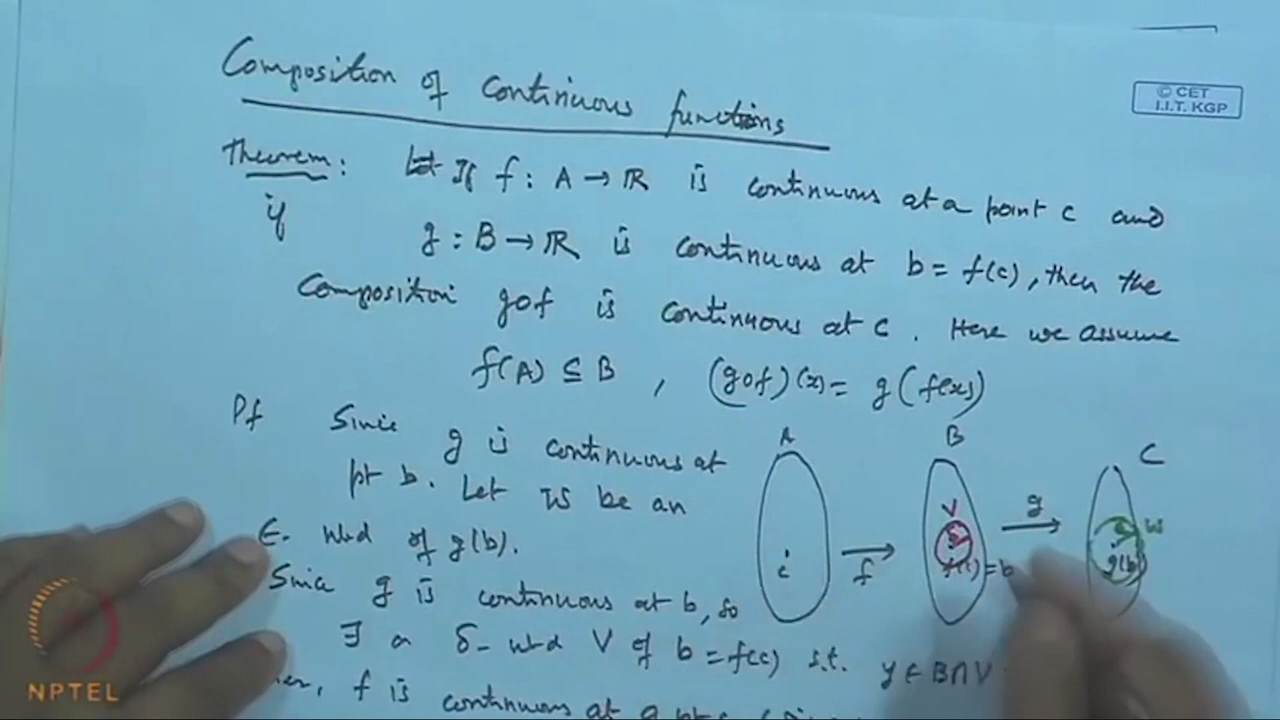 Composition of Continuous functions
© CET
I.I.T. KGP
Theorem: If f : A → ℝ is continuous at a point c and
if g : B → ℝ is continuous at b = f(c), then the
Composition gof is continuous at c. Here we assume
f(A) ⊆ B , (gof)(x) = g(f(x))
Pf Since g is continuous at
pt b. Let W be an
ϵ- nbd of g(b).
Since g is continuous at b, so
∃ a δ- nbd V of b = f(c) s.t. y ∈ B∩V
f is continuous at a pt c
A
c
f
B
V
f(c) = b
g
C
W
g(b)
NPTEL